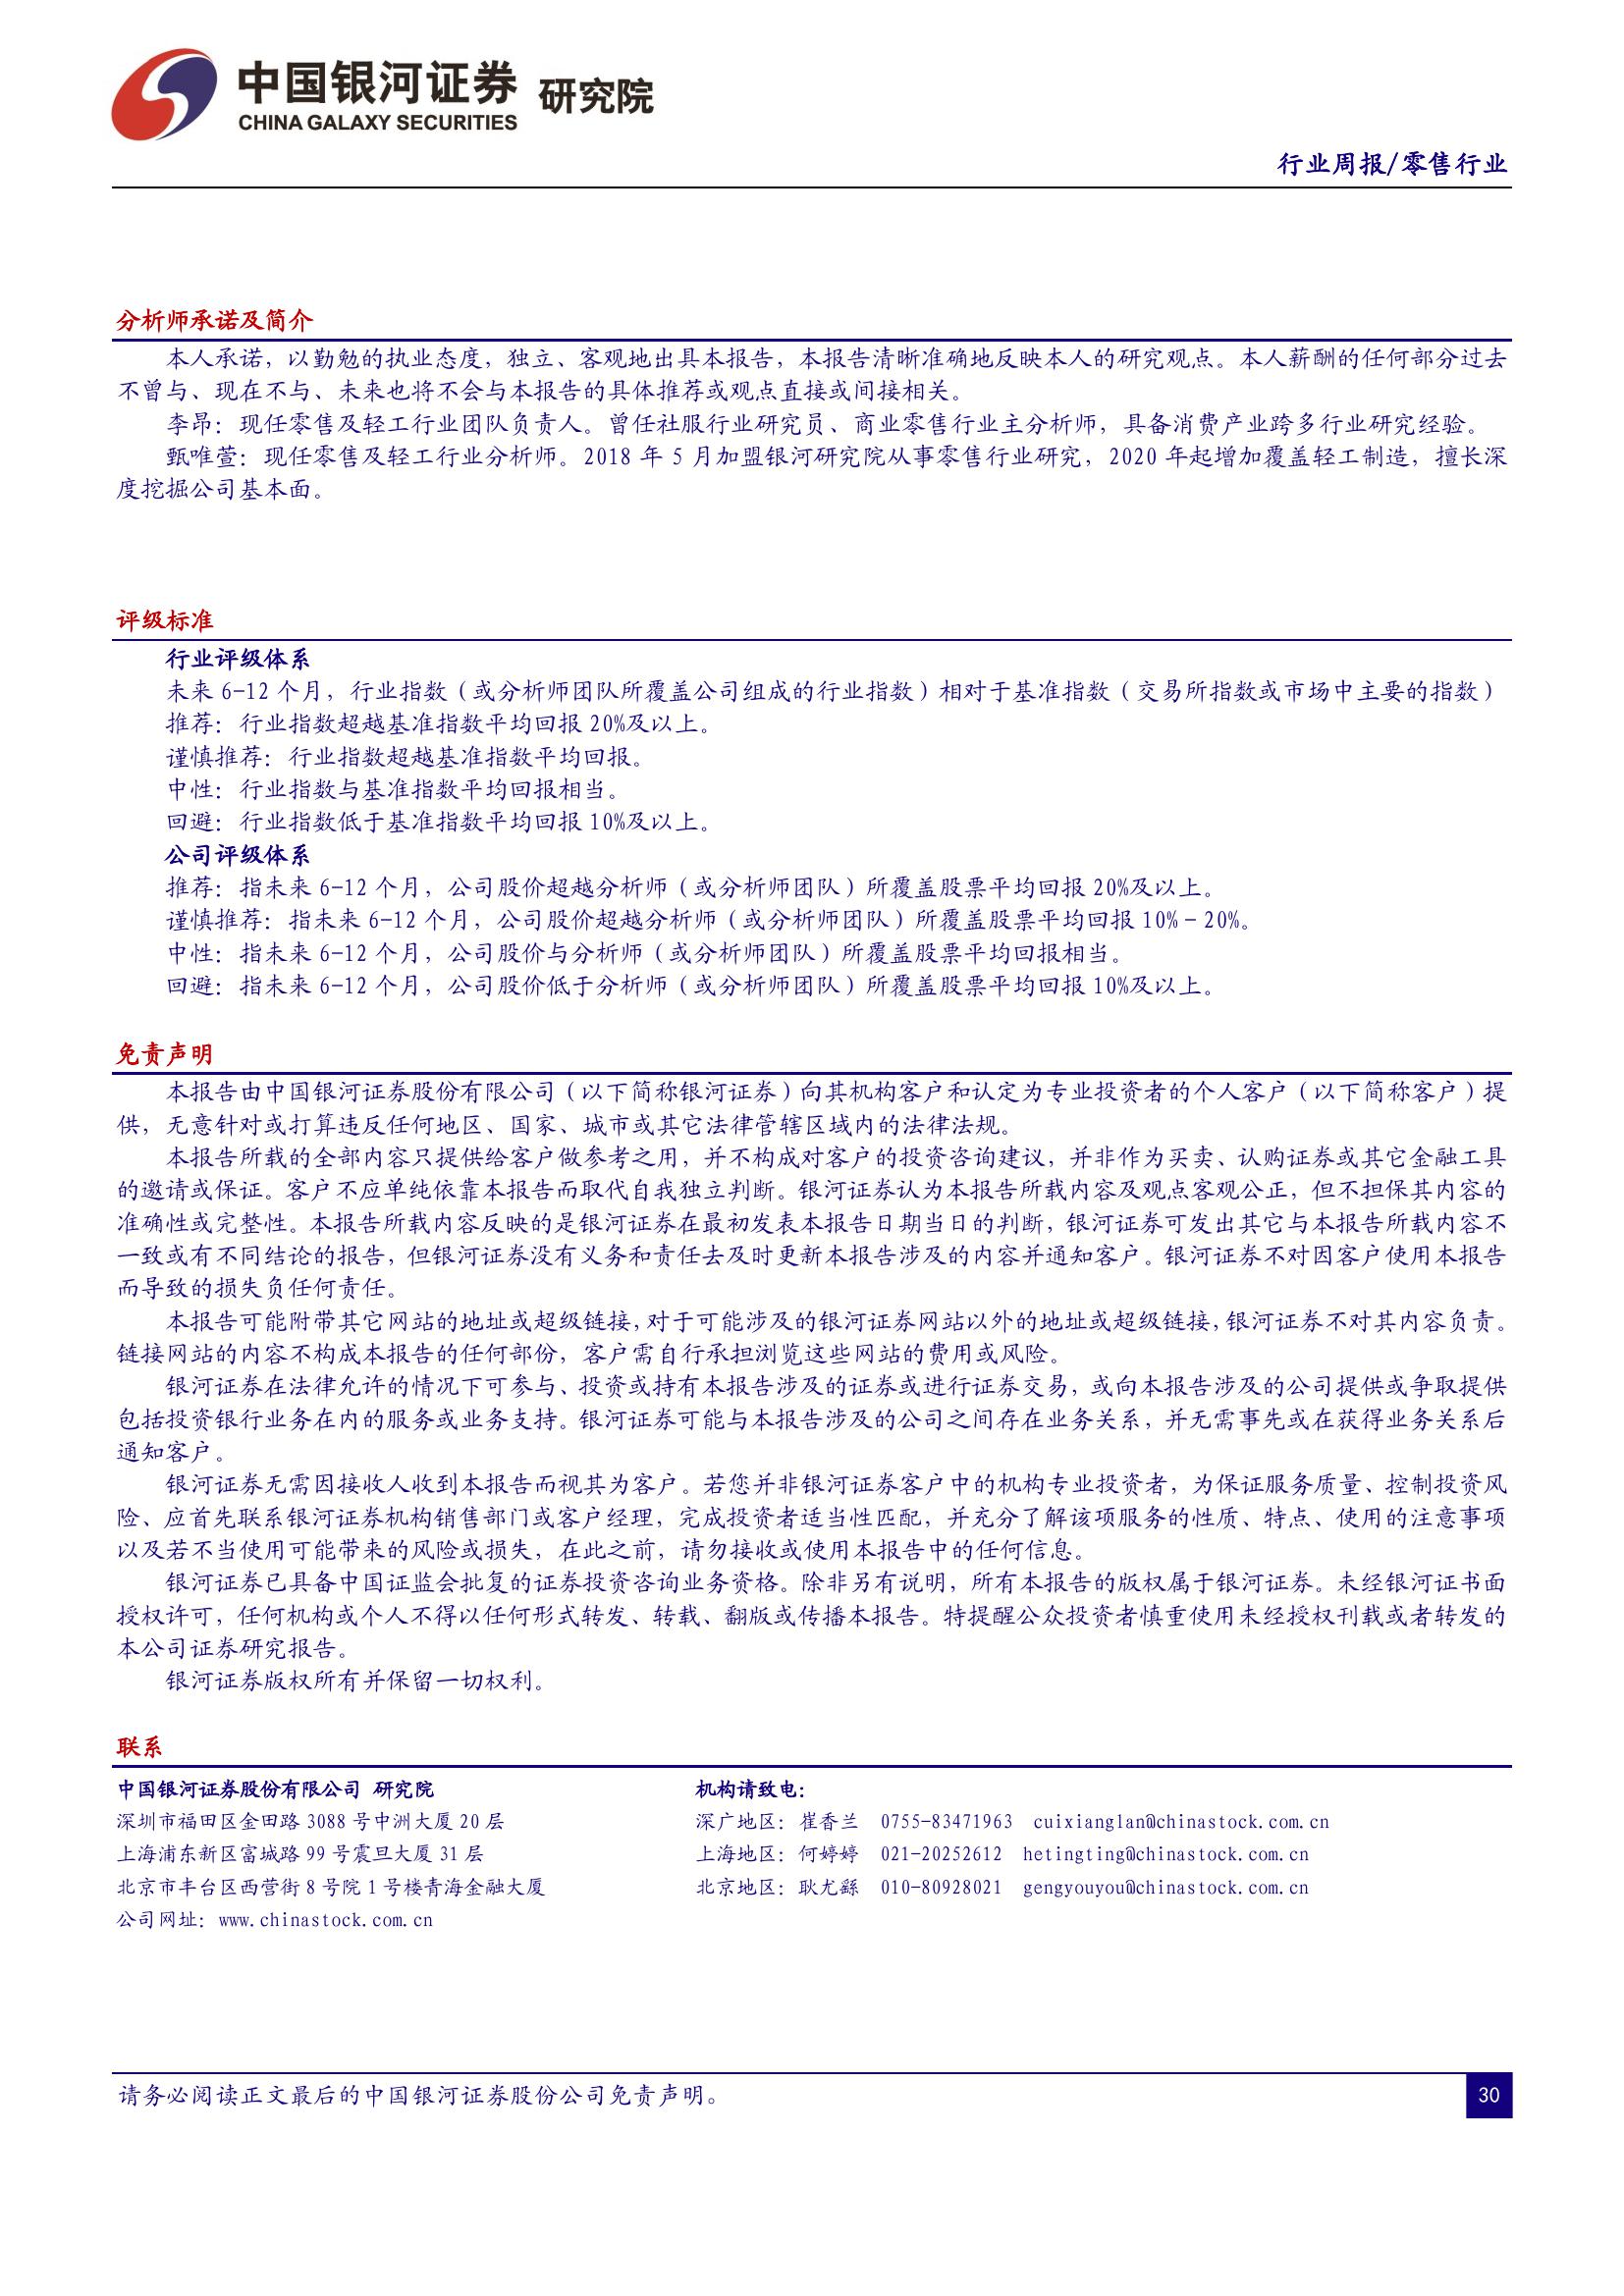 中国银河证券 研究院
CHINA GALAXY SECURITIES
行业周报/零售行业
分析师承诺及简介
本人承诺，以勤勉的执业态度，独立、客观地出具本报告，本报告清晰准确地反映本人的研究观点。本人薪酬的任何部分过去
不曾与、现在不与、未来也将不会与本报告的具体推荐或观点直接或间接相关。
李昂：现任零售及轻工行业团队负责人。曾任社服行业研究员、商业零售行业主分析师，具备消费产业跨多行业研究经验。
甄唯萱：现任零售及轻工行业分析师。2018 年 5 月加盟银河研究院从事零售行业研究，2020 年起增加覆盖轻工制造，擅长深
度挖掘公司基本面。
评级标准
行业评级体系
未来 6-12 个月，行业指数（或分析师团队所覆盖公司组成的行业指数）相对于基准指数（交易所指数或市场中主要的指数）
推荐：行业指数超越基准指数平均回报 20%及以上。
谨慎推荐：行业指数超越基准指数平均回报。
中性：行业指数与基准指数平均回报相当。
回避：行业指数低于基准指数平均回报 10%及以上。
公司评级体系
推荐：指未来 6-12 个月，公司股价超越分析师（或分析师团队）所覆盖股票平均回报 20%及以上。
谨慎推荐：指未来 6-12 个月，公司股价超越分析师（或分析师团队）所覆盖股票平均回报 10%－20%。
中性：指未来 6-12 个月，公司股价与分析师（或分析师团队）所覆盖股票平均回报相当。
回避：指未来 6-12 个月，公司股价低于分析师（或分析师团队）所覆盖股票平均回报 10%及以上。
免责声明
本报告由中国银河证券股份有限公司（以下简称银河证券）向其机构客户和认定为专业投资者的个人客户（以下简称客户）提
供，无意针对或打算违反任何地区、国家、城市或其它法律管辖区域内的法律法规。
本报告所载的全部内容只提供给客户做参考之用，并不构成对客户的投资咨询建议，并非作为买卖、认购证券或其它金融工具
的邀请或保证。客户不应单纯依靠本报告而取代自我独立判断。银河证券认为本报告所载内容及观点客观公正，但不担保其内容的
准确性或完整性。本报告所载内容反映的是银河证券在最初发表本报告日期当日的判断，银河证券可发出其它与本报告所载内容不
一致或有不同结论的报告，但银河证券没有义务和责任去及时更新本报告涉及的内容并通知客户。银河证券不对因客户使用本报告
而导致的损失负任何责任。
本报告可能附带其它网站的地址或超级链接，对于可能涉及的银河证券网站以外的地址或超级链接，银河证券不对其内容负责。
链接网站的内容不构成本报告的任何部份，客户需自行承担浏览这些网站的费用或风险。
银河证券在法律允许的情况下可参与、投资或持有本报告涉及的证券或进行证券交易，或向本报告涉及的公司提供或争取提供
包括投资银行业务在内的服务或业务支持。银河证券可能与本报告涉及的公司之间存在业务关系，并无需事先或在获得业务关系后
通知客户。
银河证券无需因接收人收到本报告而视其为客户。若您并非银河证券客户中的机构专业投资者，为保证服务质量、控制投资风
险、应首先联系银河证券机构销售部门或客户经理，完成投资者适当性匹配，并充分了解该项服务的性质、特点、使用的注意事项
以及若不当使用可能带来的风险或损失，在此之前，请勿接收或使用本报告中的任何信息。
银河证券已具备中国证监会批复的证券投资咨询业务资格。除非另有说明，所有本报告的版权属于银河证券。未经银河证书面
授权许可，任何机构或个人不得以任何形式转发、转载、翻版或传播本报告。特提醒公众投资者慎重使用未经授权刊载或者转发的
本公司证券研究报告。
银河证券版权所有并保留一切权利。
联系
中国银河证券股份有限公司 研究院
深圳市福田区金田路 3088 号中洲大厦 20 层
上海浦东新区富城路 99 号震旦大厦 31 层
北京市丰台区西营街 8 号院 1 号楼青海金融大厦
公司网址：www.chinastock.com.cn
机构请致电：
深广地区：崔香兰 0755-83471963 cuixianglan@chinastock.com.cn
上海地区：何婷婷 021-20252612 hetingting@chinastock.com.cn
北京地区：耿尤繇 010-80928021 gengyouyou@chinastock.com.cn
请务必阅读正文最后的中国银河证券股份公司免责声明。
30